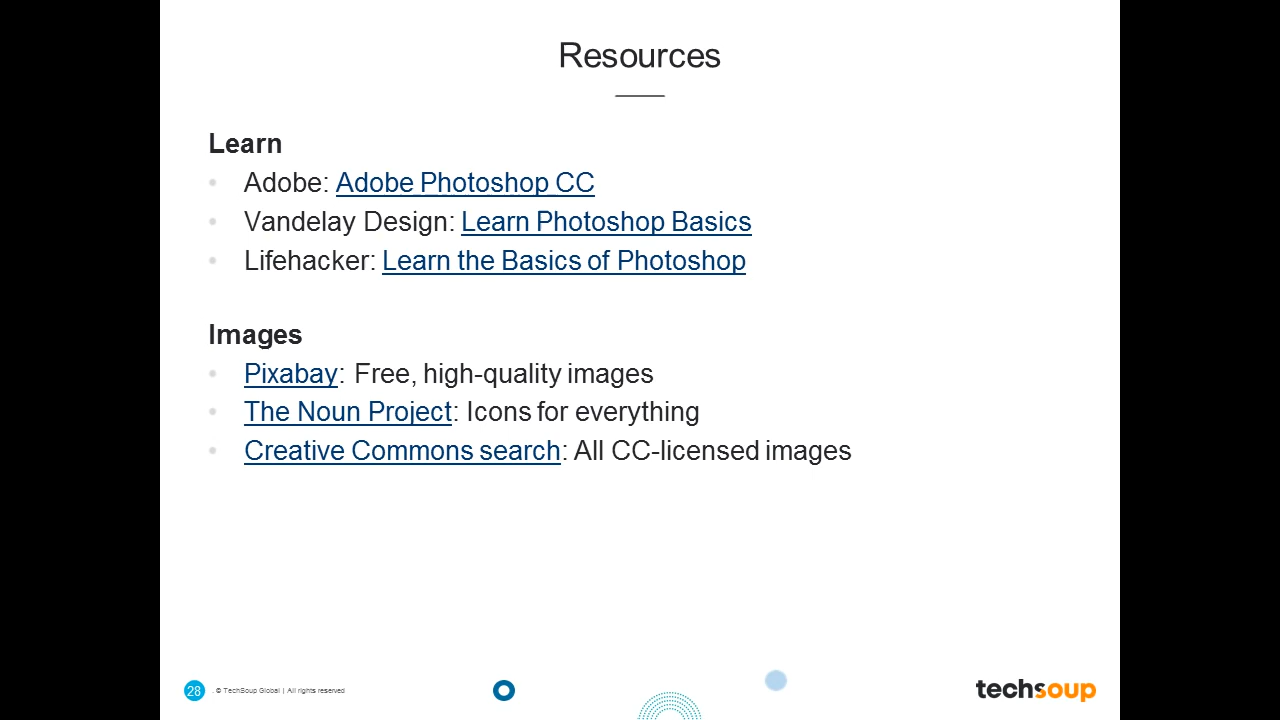 Resources
Learn
• Adobe: Adobe Photoshop CC
• Vandelay Design: Learn Photoshop Basics
• Lifehacker: Learn the Basics of Photoshop
Images
• Pixabay: Free, high-quality images
• The Noun Project: Icons for everything
• Creative Commons search: All CC-licensed images
28 . © TechSoup Global | All rights reserved
techsoup